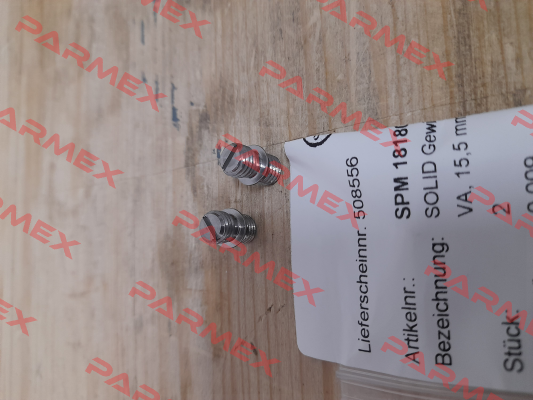 Lieferscheinnr. 508556
Artikelnr.: SPM 1818
Bezeichnung: SOLID Gew
VA, 15,5 mm
Stück: 2
PARMEX
PARMEX
PARMEX
PARMEX
PARMEX
PARMEX
PARMEX
PARMEX
PARMEX